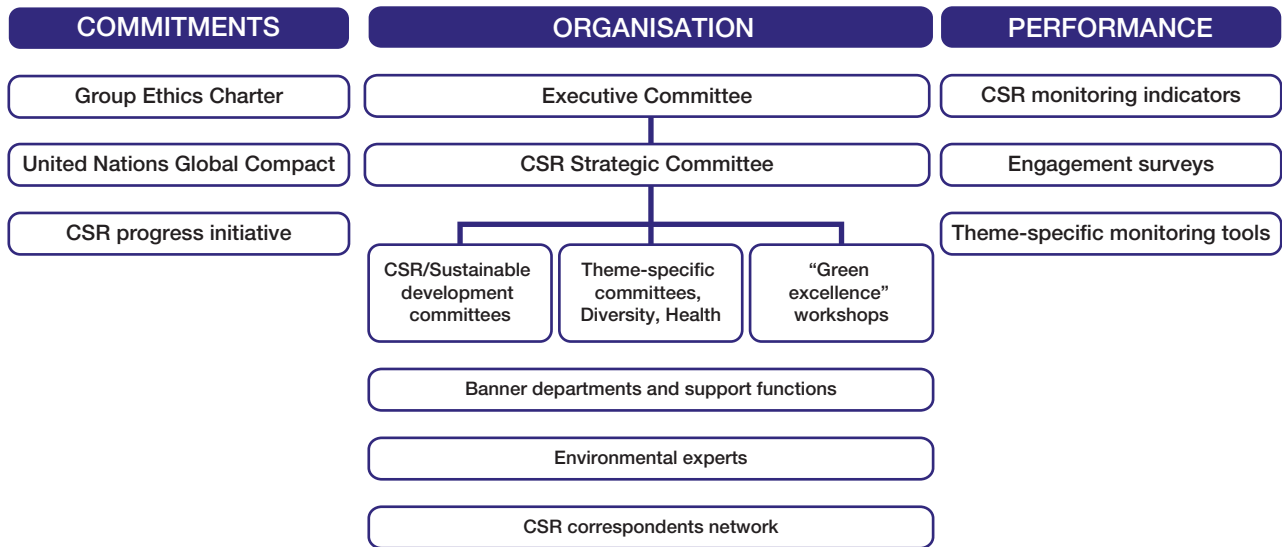 COMMITMENTS
Group Ethics Charter
United Nations Global Compact
CSR progress initiative
ORGANISATION
Executive Committee
CSR Strategic Committee
CSR/Sustainable
development
committees
Theme-specific
committees,
Diversity, Health
“Green
excellence”
workshops
Banner departments and support functions
Environmental experts
CSR correspondents network
PERFORMANCE
CSR monitoring indicators
Engagement surveys
Theme-specific monitoring tools